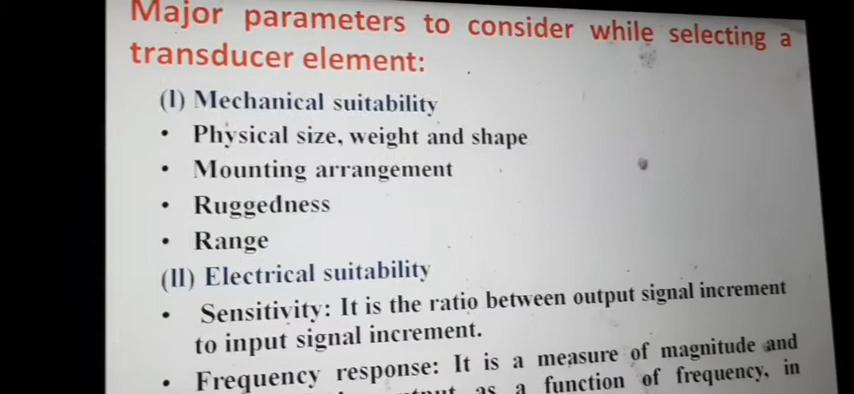 Major parameters to consider while selecting a
transducer element:
(I) Mechanical suitability
• Physical size, weight and shape
• Mounting arrangement
• Ruggedness
• Range
(II) Electrical suitability
• Sensitivity: It is the ratio between output signal increment
to input signal increment.
• Frequency response: It is a measure of magnitude and
as a function of frequency, in